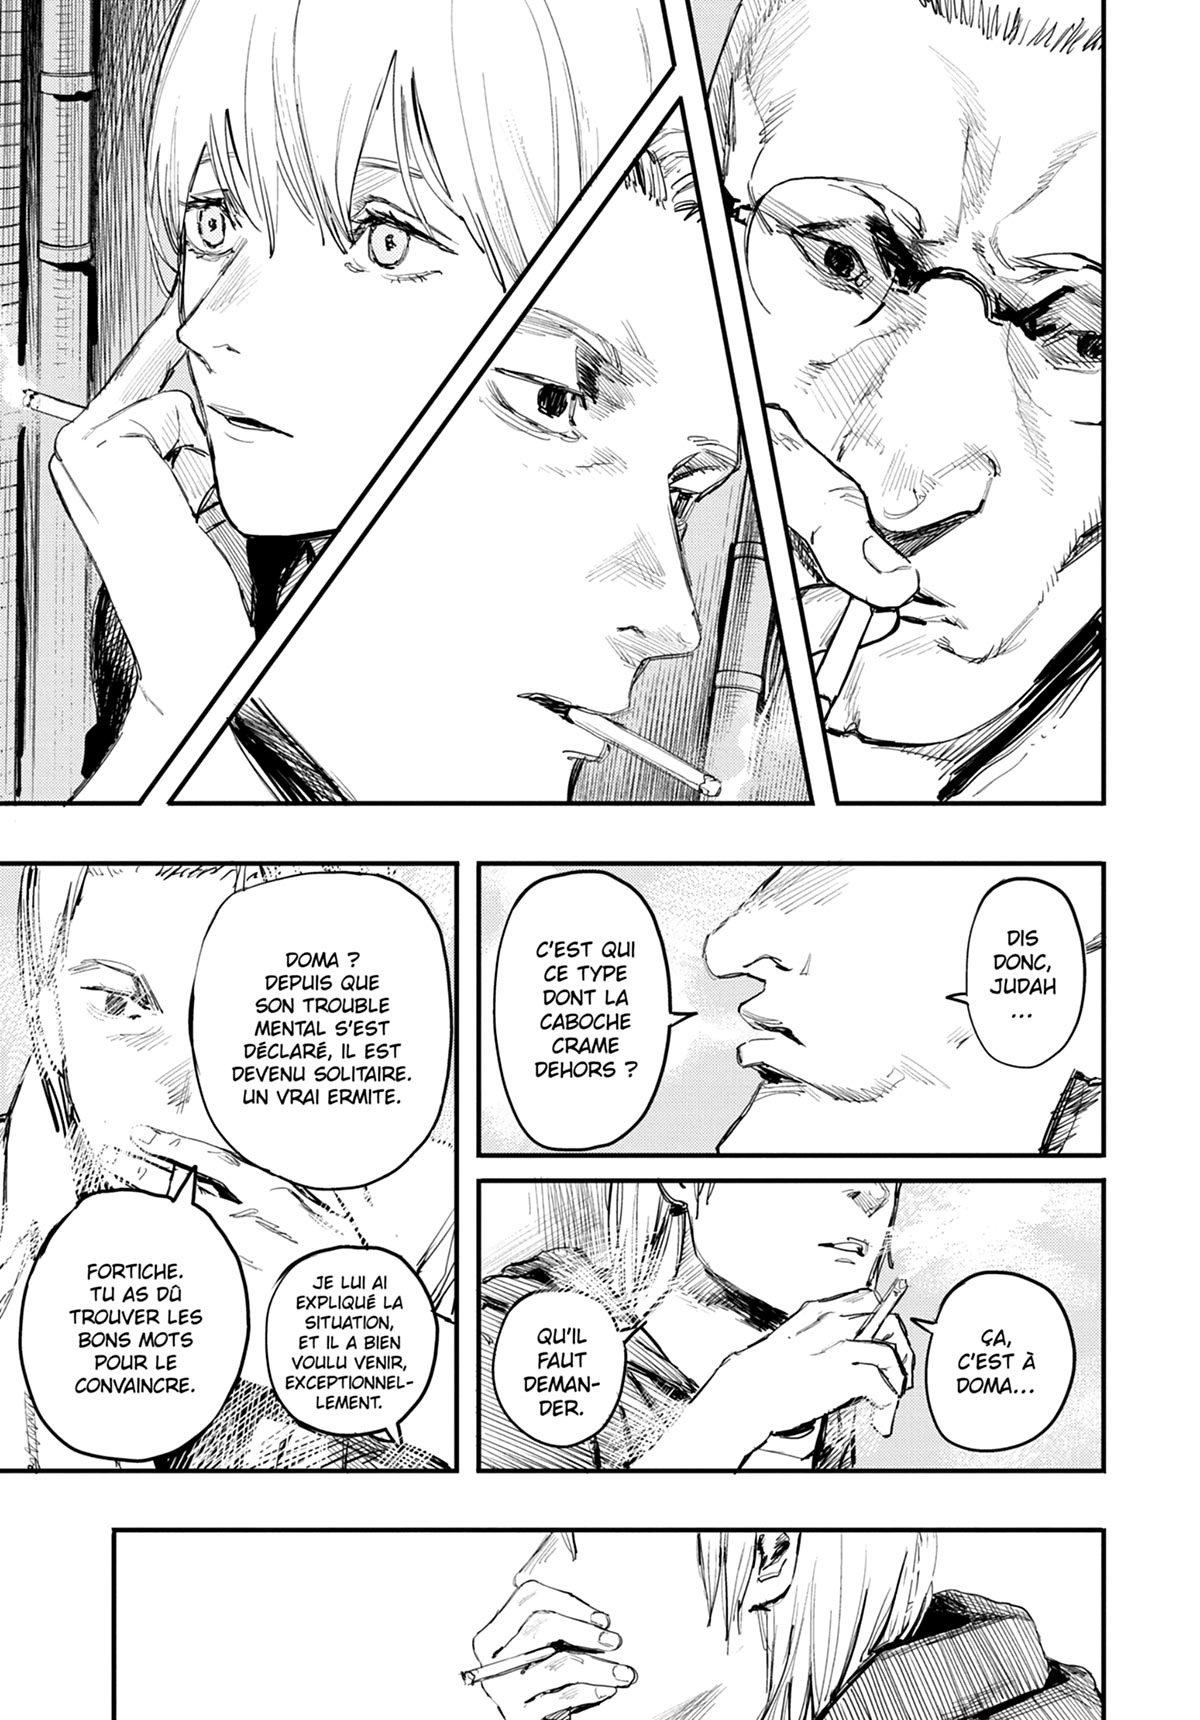 DIS
DONC,
JUDAH
...
C'EST QUI
CE TYPE
DONT LA
CABOCHE
CRAME
DEHORS ?
ÇA,
C'EST À
DOMA...
QU'IL
FAUT
DEMAN-
DER.
DOMA ?
DEPUIS QUE
SON TROUBLE
MENTAL S'EST
DÉCLARÉ, IL EST
DEVENU SOLITAIRE.
UN VRAI ERMITE.
JE LUI AI
EXPLIQUÉ LA
SITUATION,
ET IL A BIEN
VOULU VENIR,
EXCEPTIONNEL-
LEMENT.
FORTICHE.
TU AS DÛ
TROUVER LES
BONS MOTS
POUR LE
CONVAINCRE.